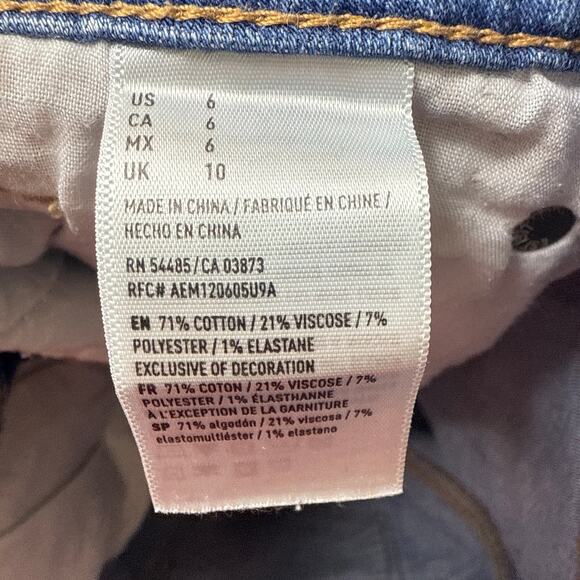 US 6
CA 6
MX 6
UK 10
MADE IN CHINA / FABRIQUÉ EN CHINE /
HECHO EN CHINA
RN 54485 / CA 03873
RFC# AEM120605U9A
EN 71% COTTON / 21% VISCOSE / 7%
POLYESTER / 1% ELASTANE
EXCLUSIVE OF DECORATION
FR 71% COTON / 21% VISCOSE / 7%
POLYESTER / 1% ÉLASTHANNE
À L'EXCEPTION DE LA GARNITURE
SP 71% algodón / 21% viscosa / 7%
elastomultiéster / 1% elastano